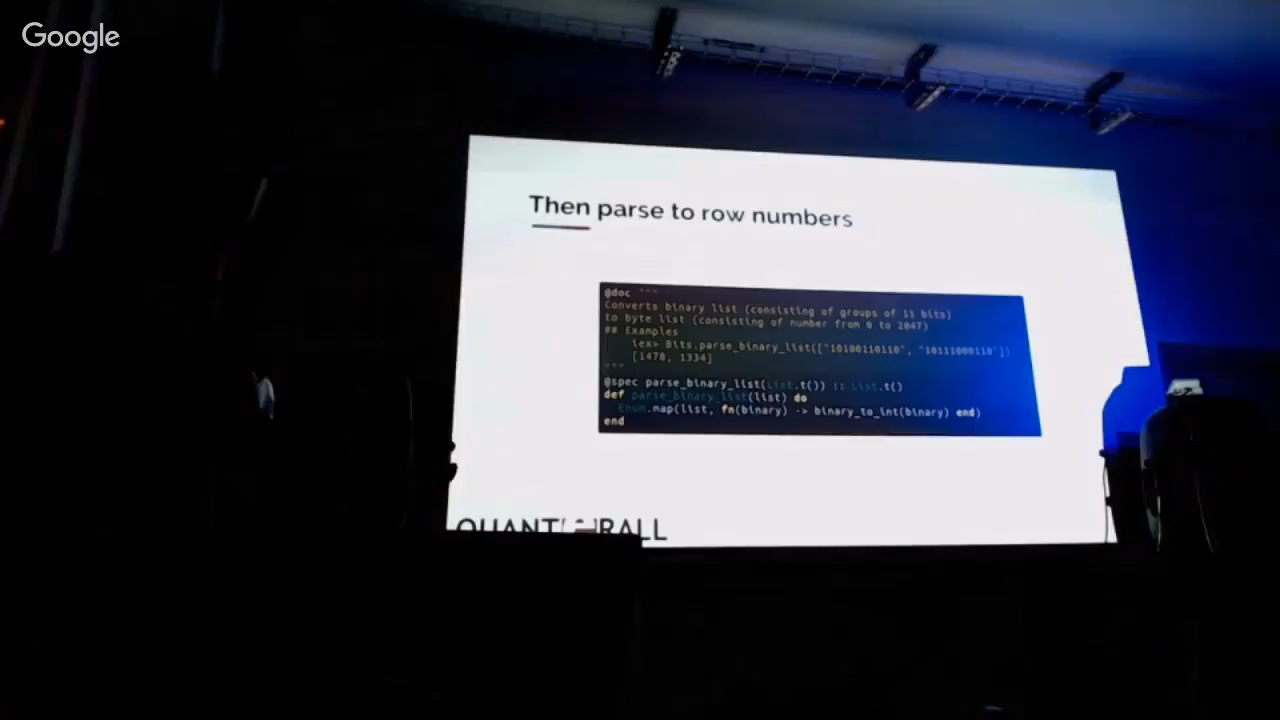 Google
Then parse to row numbers
@doc """
Converts binary list (consisting of groups of 11 bits)
to byte list (consisting of number from 0 to 2047)
## Examples
iex> Bits.parse_binary_list(["10100110110", "10111000110"])
[1478, 1334]
"""
@spec parse_binary_list(List.t()) :: List.t()
def parse_binary_list(list) do
Enum.map(list, fn(binary) -> binary_to_int(binary) end)
end